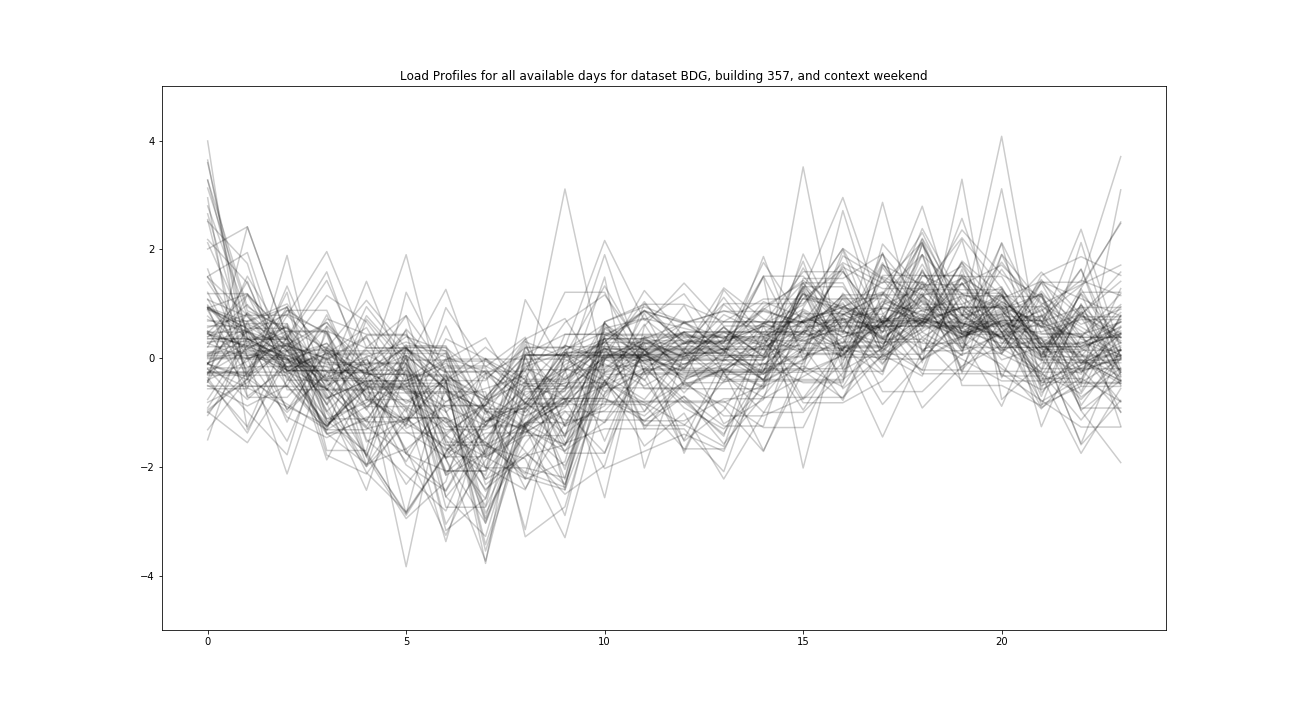 Load Profiles for all available days for dataset BDG, building 357, and context weekend
4
2
0
−2
−4
0 5 10 15 20